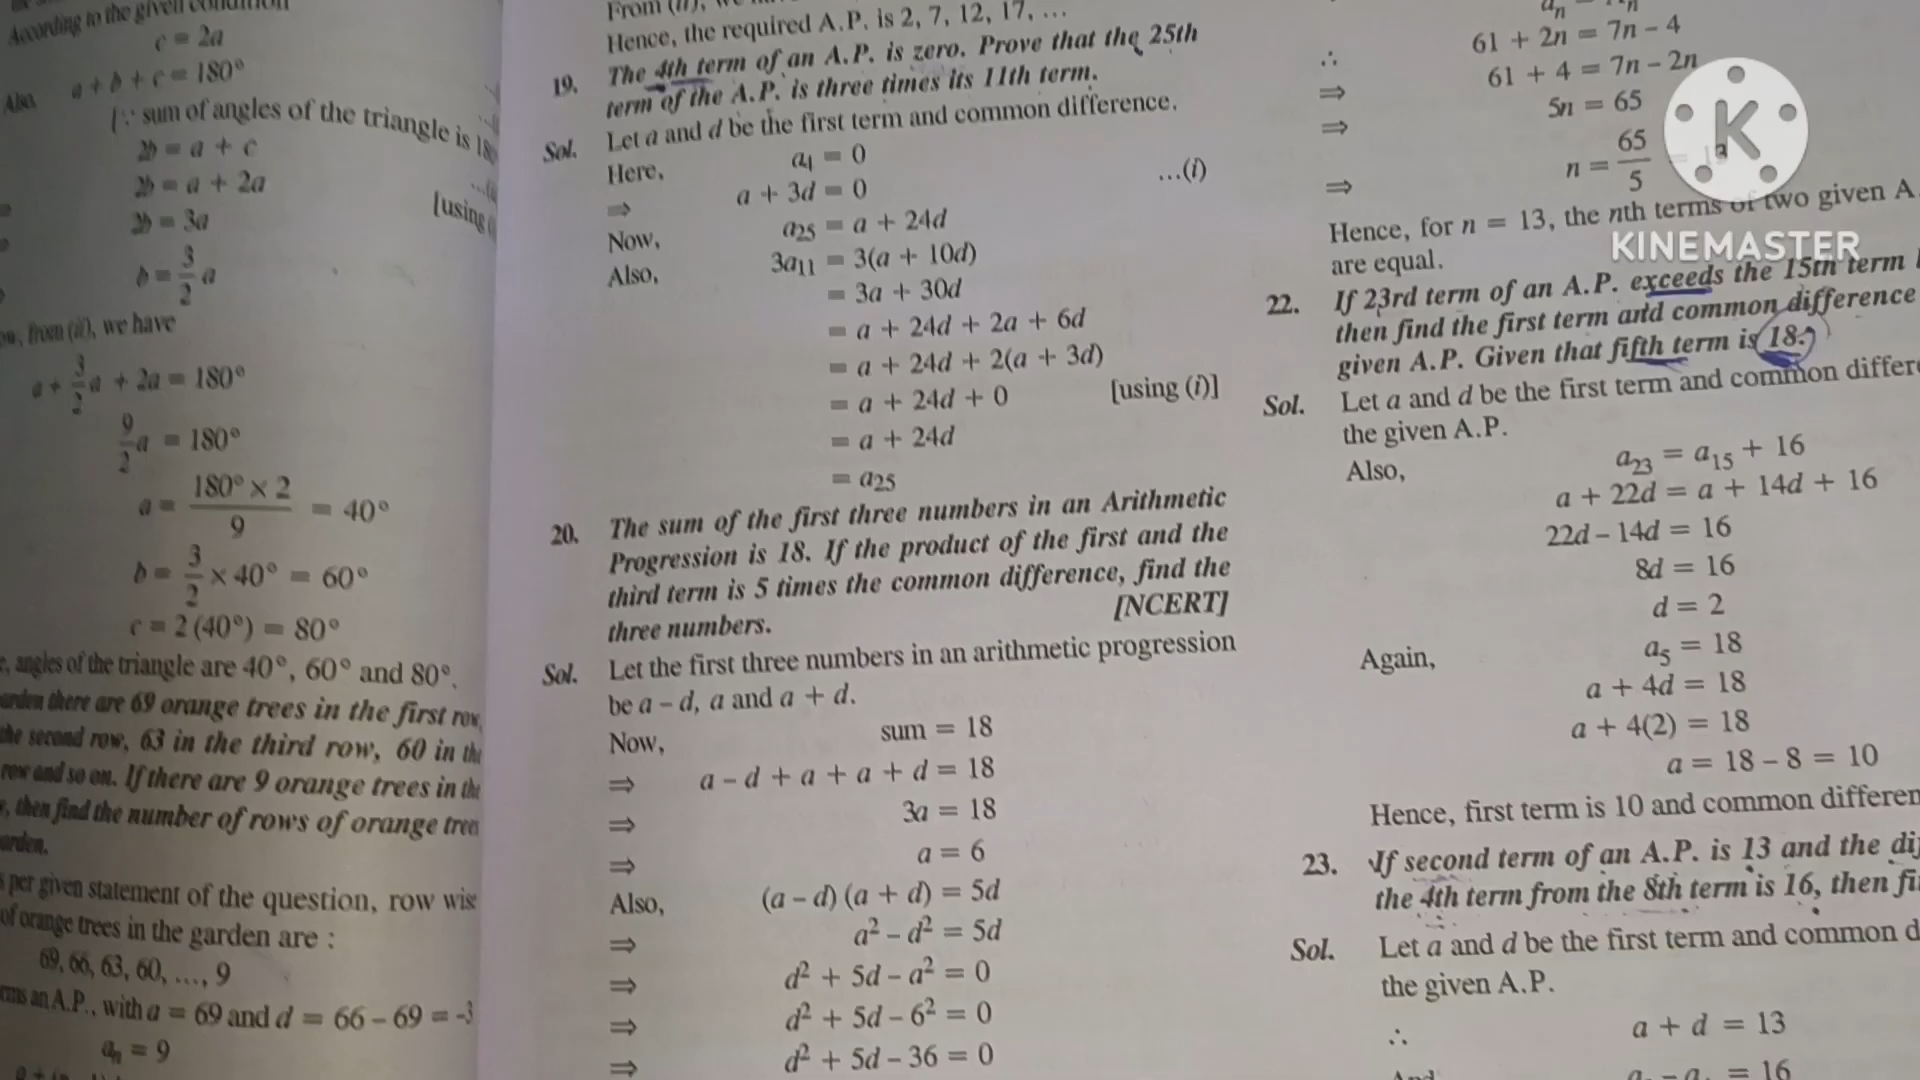 According to the given condition
c = 2a
Also, a + b + c = 180°
[∵ sum of angles of the triangle is
2b = a + c
2b = a + 2a
2b = 3a
[using
b = 3/2 a
from (ii), we have
a + 3/2 a + 2a = 180°
9/2 a = 180°
a = 180° × 2 / 9 = 40°
b = 3/2 × 40° = 60°
c = 2 (40°) = 80°
angles of the triangle are 40°, 60° and 80°.
there are 69 orange trees in the first row,
the second row, 63 in the third row, 60 in the
row and so on. If there are 9 orange trees in the
then find the number of rows of orange trees
per given statement of the question, row wise
of orange trees in the garden are :
69, 66, 63, 60, ..., 9
an A.P., with a = 69 and d = 66 – 69 = –3
aₙ = 9
From (ii), we
Hence, the required A.P. is 2, 7, 12, 17, ...
19. The 4th term of an A.P. is zero. Prove that the 25th
term of the A.P. is three times its 11th term.
Sol. Let a and d be the first term and common difference.
Here, a₄ = 0
⇒ a + 3d = 0 ...(i)
Now, a₂₅ = a + 24d
Also, 3a₁₁ = 3(a + 10d)
= 3a + 30d
= a + 24d + 2a + 6d
= a + 24d + 2(a + 3d)
= a + 24d + 0 [using (i)]
= a + 24d
= a₂₅
20. The sum of the first three numbers in an Arithmetic
Progression is 18. If the product of the first and the
third term is 5 times the common difference, find the
three numbers. [NCERT]
Sol. Let the first three numbers in an arithmetic progression
be a – d, a and a + d.
Now, sum = 18
⇒ a – d + a + a + d = 18
⇒ 3a = 18
⇒ a = 6
Also, (a – d) (a + d) = 5d
⇒ a² – d² = 5d
⇒ d² + 5d – a² = 0
⇒ d² + 5d – 6² = 0
⇒ d² + 5d – 36 = 0
∴ 61 + 2n = 7n – 4
⇒ 61 + 4 = 7n – 2n
⇒ 5n = 65
⇒ n = 65/5
K
KINEMASTER
Hence, for n = 13, the nth terms of two given A.
are equal.
22. If 23rd term of an A.P. exceeds the 15th term
then find the first term and common difference
given A.P. Given that fifth term is 18.
Sol. Let a and d be the first term and common
the given A.P.
Also, a₂₃ = a₁₅ + 16
a + 22d = a + 14d + 16
22d – 14d = 16
8d = 16
d = 2
Again, a₅ = 18
a + 4d = 18
a + 4(2) = 18
a = 18 – 8 = 10
Hence, first term is 10 and common
23. If second term of an A.P. is 13 and the
the 4th term from the 8th term is 16, then
Sol. Let a and d be the first term and common
the given A.P.
∴ a + d = 13
= 16